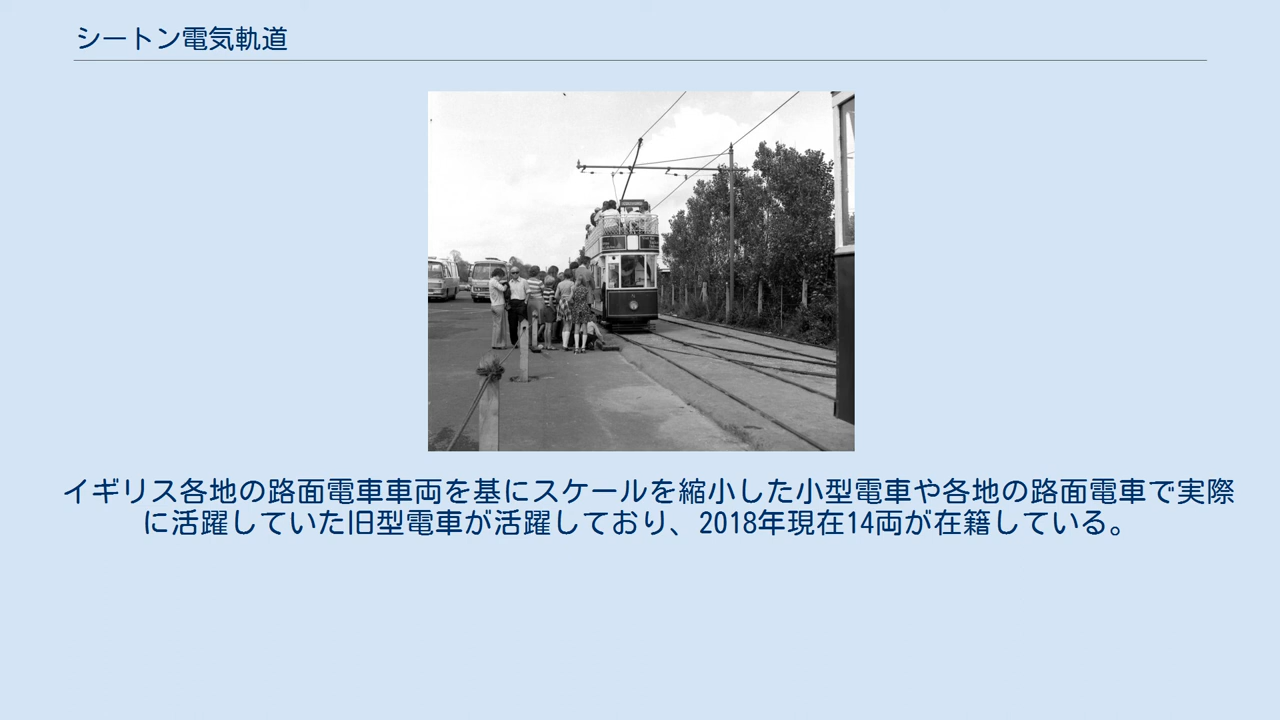 シートン電気軌道
イギリス各地の路面電車車両を基にスケールを縮小した小型電車や各地の路面電車で実際
に活躍していた旧型電車が活躍しており、2018年現在14両が在籍している。